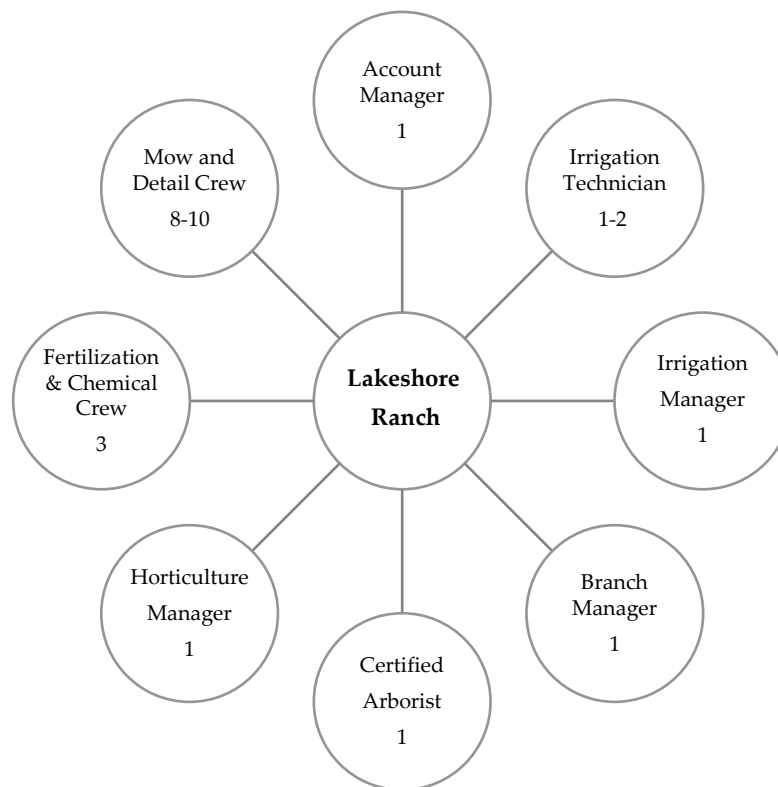 Account
Manager
1
Irrigation
Technician
1-2
Irrigation
Manager
1
Branch
Manager
1
Certified
Arborist
1
Horticulture
Manager
1
Fertilization
& Chemical
Crew
3
Mow and
Detail Crew
8-10
Lakeshore
Ranch